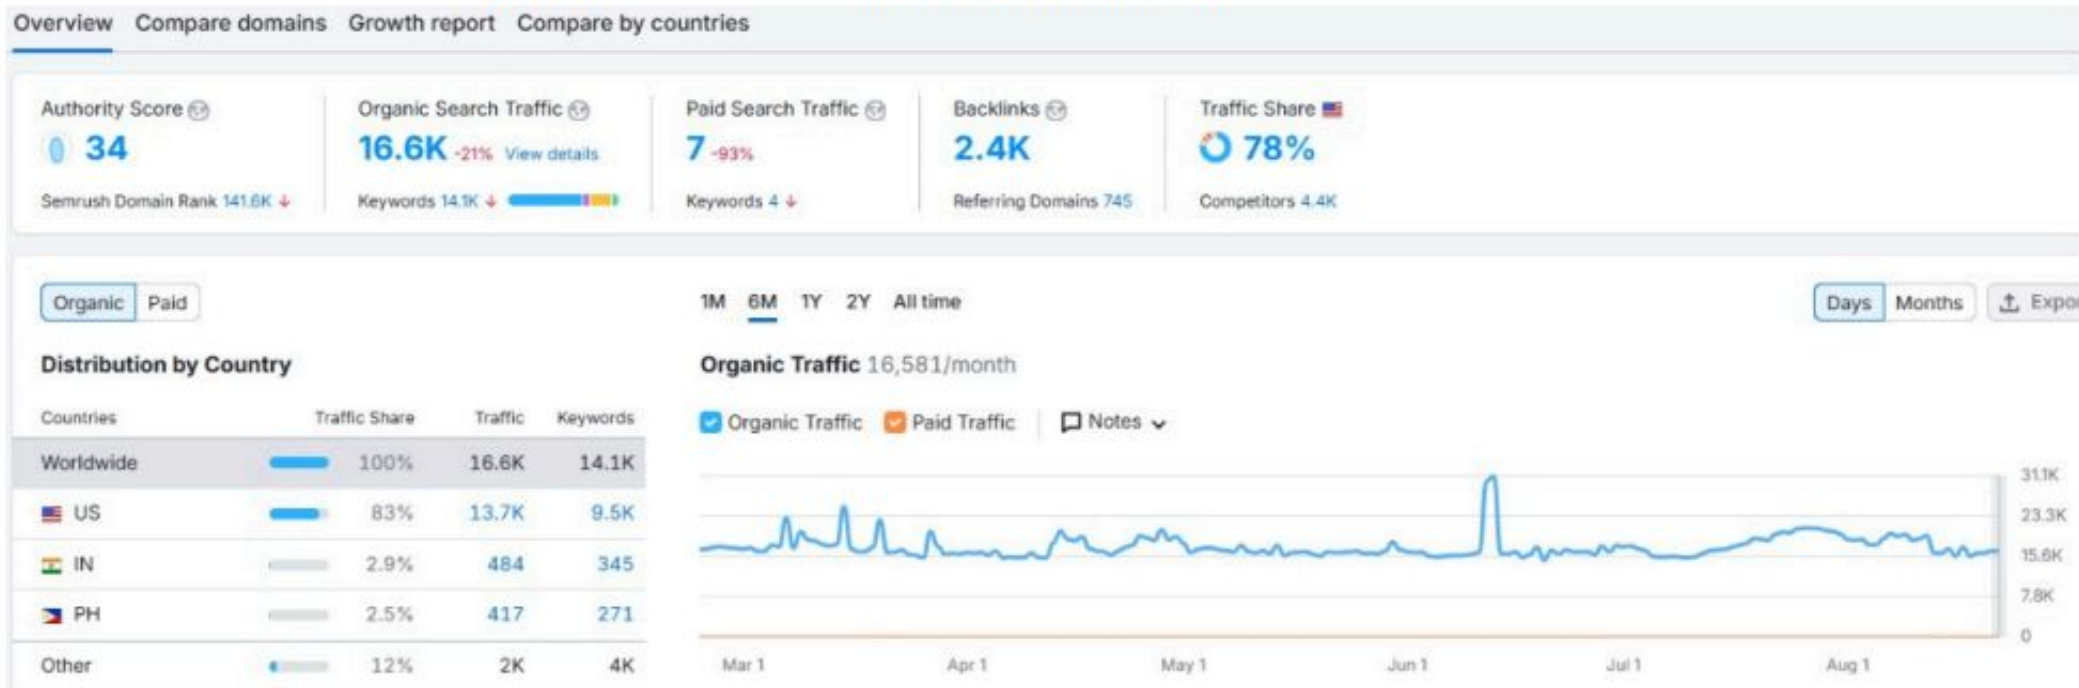 Overview Compare domains Growth report Compare by countries
Authority Score Organic Search Traffic Paid Search Traffic Backlinks Traffic Share
34 16.6K -21% View details 7 -93% 2.4K 78%
Semrush Domain Rank 141.6K ↓ Keywords 14.1K ↓ Keywords 4 ↓ Referring Domains 745 Competitors 4.4K
Organic Paid 1M 6M 1Y 2Y All time Days Months Expor
Distribution by Country Organic Traffic 16,581/month
Countries Traffic Share Traffic Keywords Organic Traffic Paid Traffic Notes
Worldwide 100% 16.6K 14.1K
31.1K
US 83% 13.7K 9.5K 23.3K
IN 2.9% 484 345 15.6K
7.8K
PH 2.5% 417 271
0
Other 12% 2K 4K Mar 1 Apr 1 May 1 Jun 1 Jul 1 Aug 1